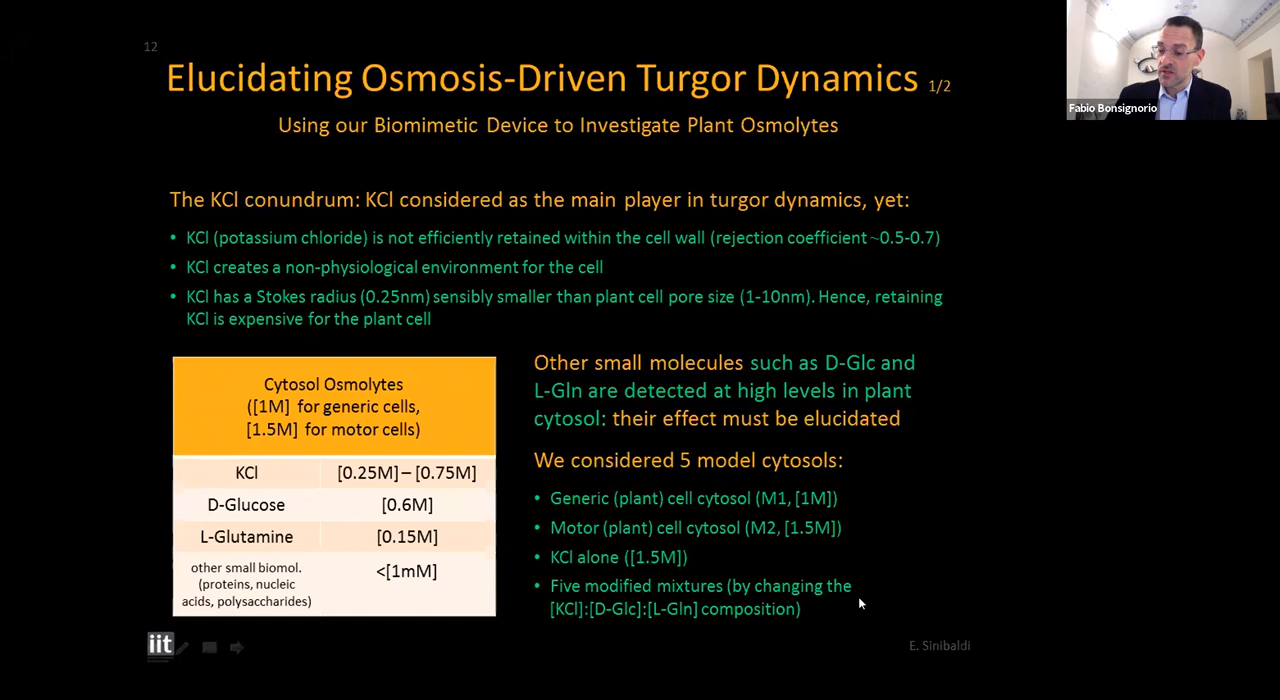 12
Elucidating Osmosis-Driven Turgor Dynamics 1/2
Using our Biomimetic Device to Investigate Plant Osmolytes
Fabio Bonsignorio
The KCl conundrum: KCl considered as the main player in turgor dynamics, yet:
• KCl (potassium chloride) is not efficiently retained within the cell wall (rejection coefficient ~0.5-0.7)
• KCl creates a non-physiological environment for the cell
• KCl has a Stokes radius (0.25nm) sensibly smaller than plant cell pore size (1-10nm). Hence, retaining
KCl is expensive for the plant cell
Cytosol Osmolytes
([1M] for generic cells,
[1.5M] for motor cells)
KCl [0.25M]–[0.75M]
D-Glucose [0.6M]
L-Glutamine [0.15M]
other small biomol. <[1mM]
(proteins, nucleic
acids, polysaccharides)
Other small molecules such as D-Glc and
L-Gln are detected at high levels in plant
cytosol: their effect must be elucidated
We considered 5 model cytosols:
• Generic (plant) cell cytosol (M1, [1M])
• Motor (plant) cell cytosol (M2, [1.5M])
• KCl alone ([1.5M])
• Five modified mixtures (by changing the
[KCl]:[D-Glc]:[L-Gln] composition)
iit
E. Sinibaldi